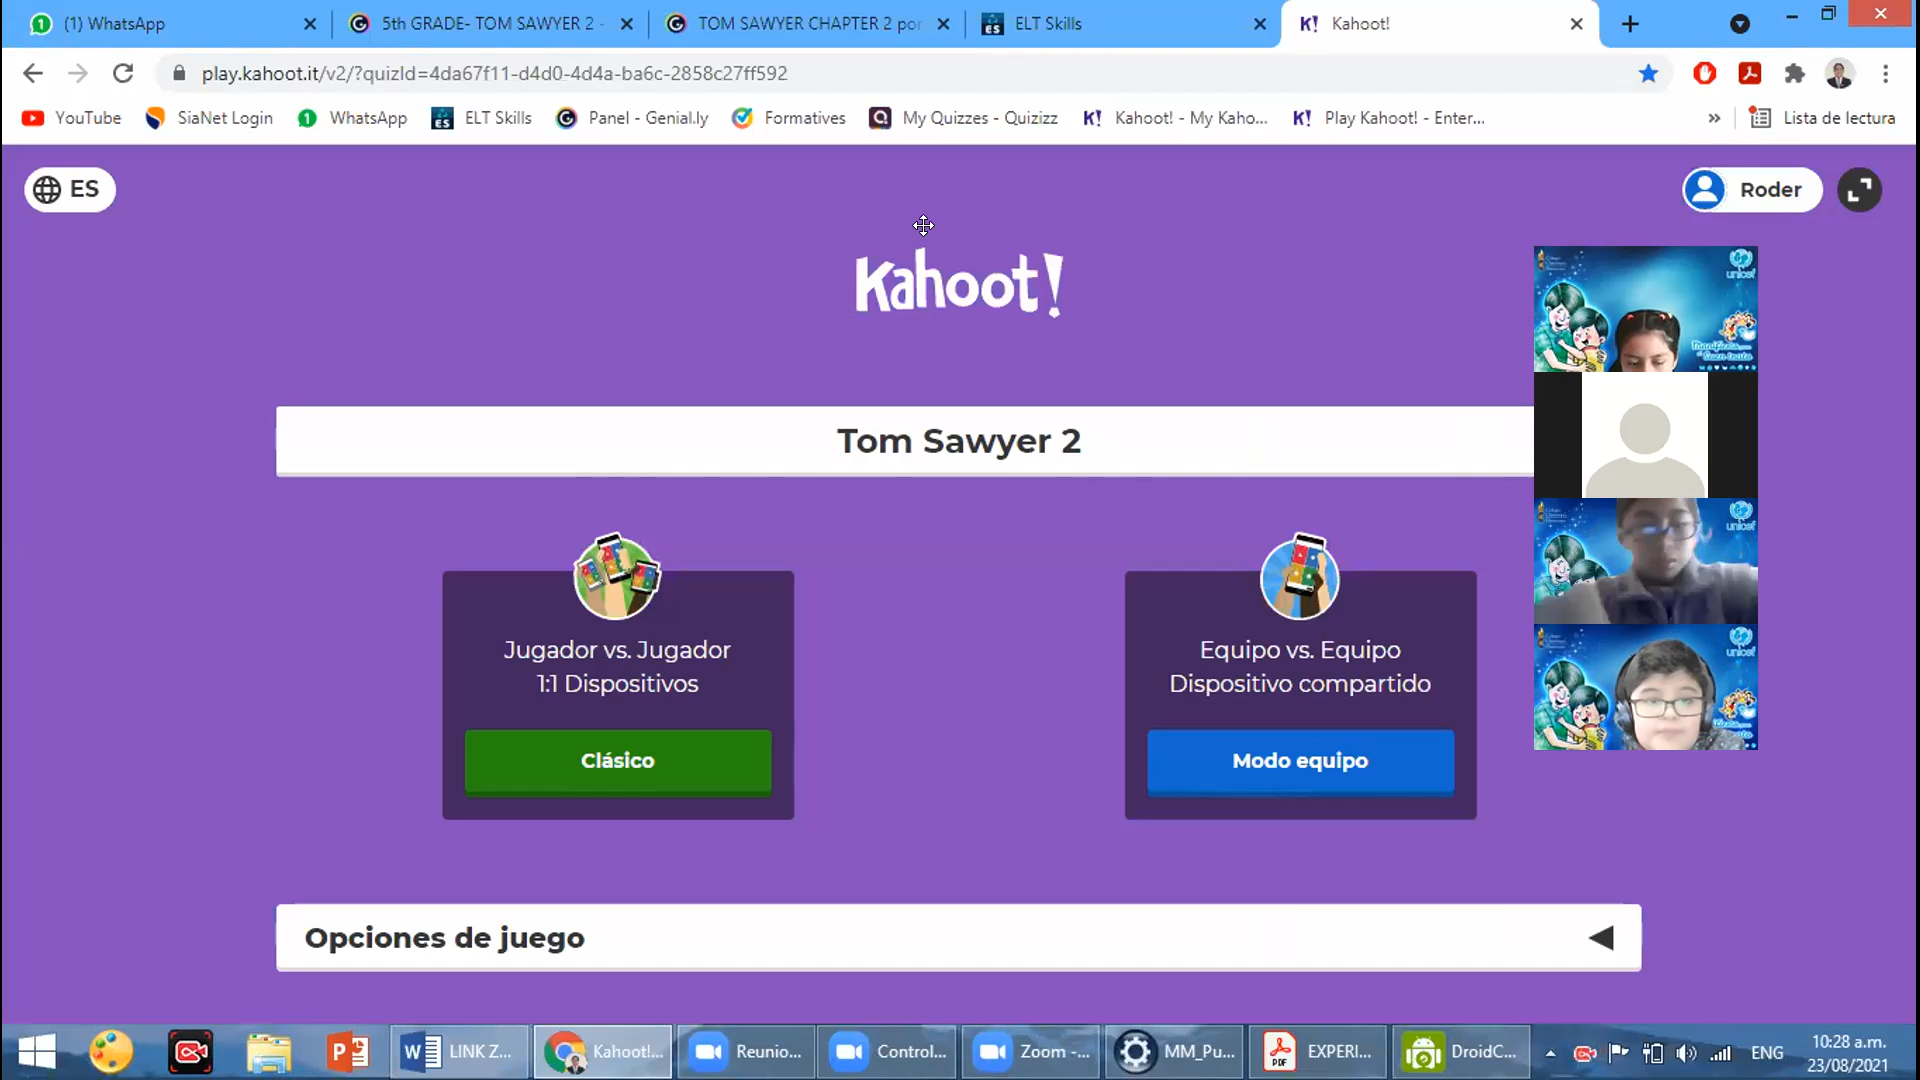 (1) WhatsApp
5th GRADE- TOM SAWYER 2 -
TOM SAWYER CHAPTER 2 por
ELT Skills
Kahoot!
play.kahoot.it/v2/?quizId=4da67f11-d4d0-4d4a-ba6c-2858c27ff592
YouTube
SiaNet Login
WhatsApp
ELT Skills
Panel - Genial.ly
Formatives
My Quizzes - Quizizz
Kahoot! - My Kaho...
Play Kahoot! - Enter...
»
Lista de lectura
ES
Roder
Kahoot!
unicef
Tom Sawyer 2
unicef
Jugador vs. Jugador
1:1 Dispositivos
Clásico
Equipo vs. Equipo
Dispositivo compartido
Modo equipo
unicef
Opciones de juego
LINK Z...
Kahoot!...
Reunio...
Control...
Zoom -...
MM_Pu...
EXPERI...
DroidC...
ENG
10:28 a.m.
23/08/2021